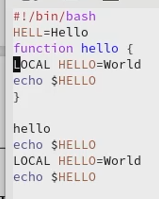 #!/bin/bash
HELL=Hello
function hello {
LOCAL HELLO=World
echo $HELLO
}
hello
echo $HELLO
LOCAL HELLO=World
echo $HELLO